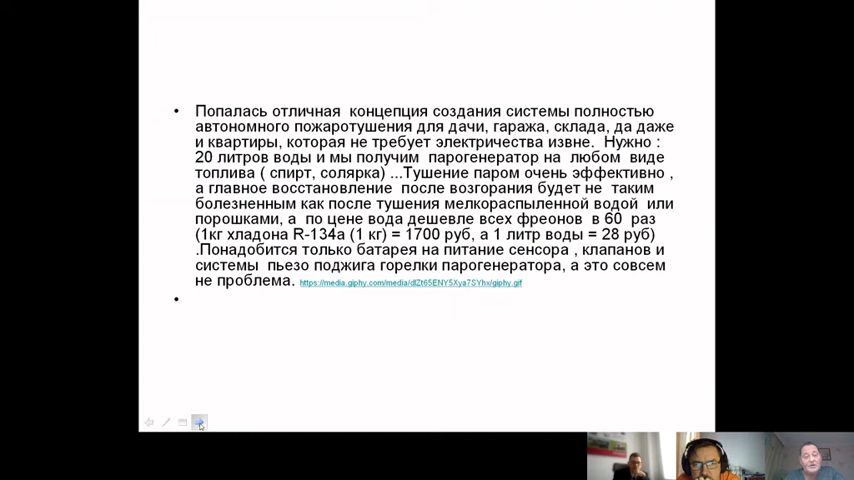 • Попалась отличная концепция создания системы полностью
автономного пожаротушения для дачи, гаража, склада, да даже
и квартиры, которая не требует электричества извне. Нужно :
20 литров воды и мы получим парогенератор на любом виде
топлива ( спирт, солярка) ...Тушение паром очень эффективно ,
а главное восстановление после возгорания будет не таким
болезненным как после тушения мелкораспыленной водой или
порошками, а по цене вода дешевле всех фреонов в 60 раз
(1кг хладона R-134a (1 кг) = 1700 руб, а 1 литр воды = 28 руб)
.Понадобится только батарея на питание сенсора , клапанов и
системы пьезо поджига горелки парогенератора, а это совсем
не проблема. https://media.giphy.com/media/dlZt65ENY5Xya7SYhx/giphy.gif
•